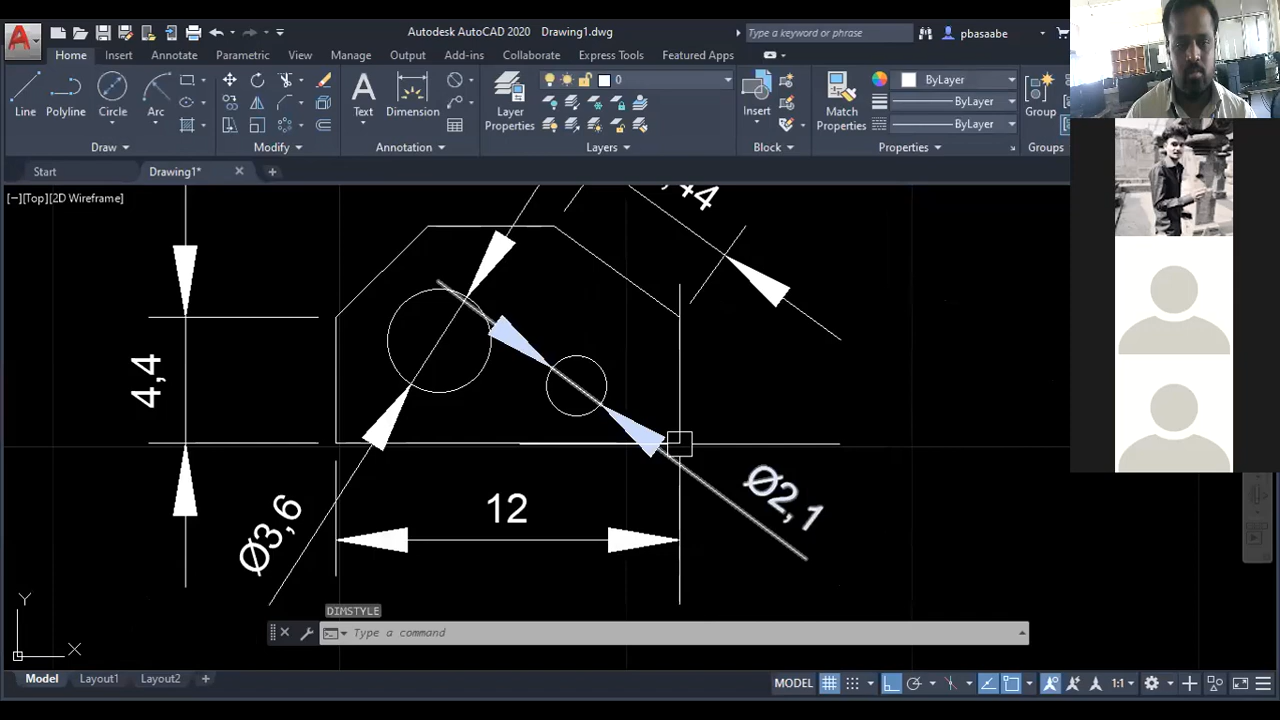 Autodesk AutoCAD 2020 Drawing1.dwg
Type a keyword or phrase
pbasaabe
Home Insert Annotate Parametric View Manage Output Add-ins Collaborate Express Tools Featured Apps
0
ByLayer
Line Polyline Circle Arc Text Dimension Layer Properties Insert Match Properties Group
ByLayer
ByLayer
Draw Modify Annotation Layers Block Properties Groups
Start Drawing1*
[−][Top][2D Wireframe]
,44
4,4
Ø2,1
Ø3,6
12
Y
X
DIMSTYLE
Type a command
Model Layout1 Layout2
MODEL 1:1